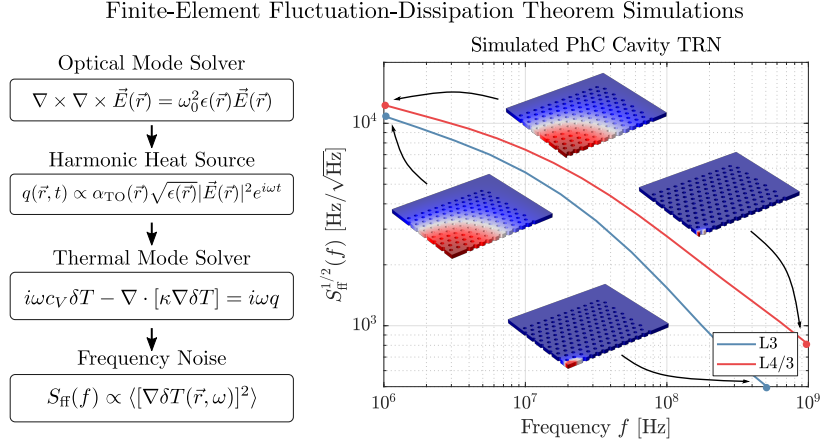 Finite-Element Fluctuation-Dissipation Theorem Simulations
Optical Mode Solver
∇ × ∇ × E⃗(r⃗) = ω₀²ϵ(r⃗)E⃗(r⃗)
Harmonic Heat Source
q(r⃗, t) ∝ α_TO(r⃗)√ϵ(r⃗)|E⃗(r⃗)|²e^{iωt}
Thermal Mode Solver
iωc_VδT − ∇ · [κ∇δT] = iωq
Frequency Noise
S_ff(f) ∝ ⟨[∇δT(r⃗, ω)]²⟩
Simulated PhC Cavity TRN
S_ff^{1/2}(f) [Hz/√Hz]
10⁴
10³
L3
L4/3
10⁶ 10⁷ 10⁸ 10⁹
Frequency f [Hz]